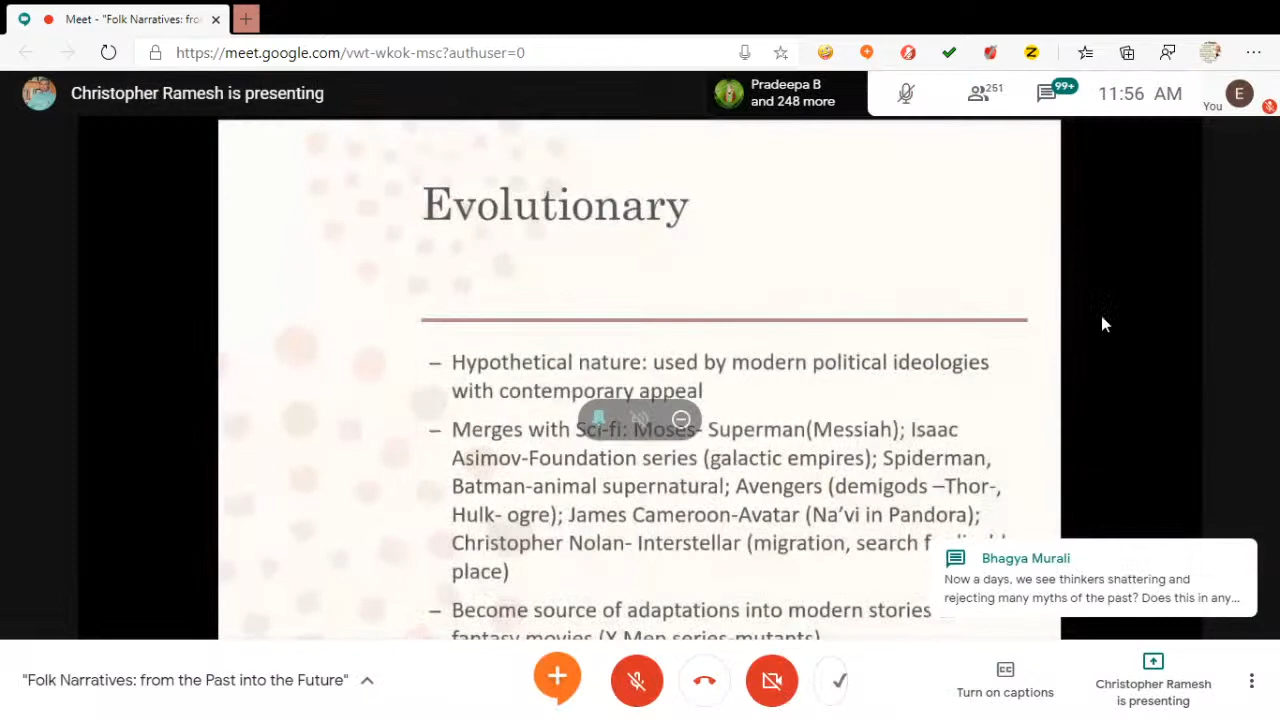 Meet - "Folk Narratives: fro
https://meet.google.com/vwt-wkok-msc?authuser=0
Christopher Ramesh is presenting
Pradeepa B
and 248 more
251
99+
11:56 AM
You
E
Evolutionary
– Hypothetical nature: used by modern political ideologies
with contemporary appeal
– Merges with Sci-fi: Moses- Superman(Messiah); Isaac
Asimov-Foundation series (galactic empires); Spiderman,
Batman-animal supernatural; Avengers (demigods –Thor-,
Hulk- ogre); James Cameroon-Avatar (Na’vi in Pandora);
Christopher Nolan- Interstellar (migration, search
place)
– Become source of adaptations into modern stories
fantasy movies (X Men series-mutants)
Bhagya Murali
Now a days, we see thinkers shattering and
rejecting many myths of the past? Does this in any...
"Folk Narratives: from the Past into the Future"
CC
Turn on captions
Christopher Ramesh
is presenting